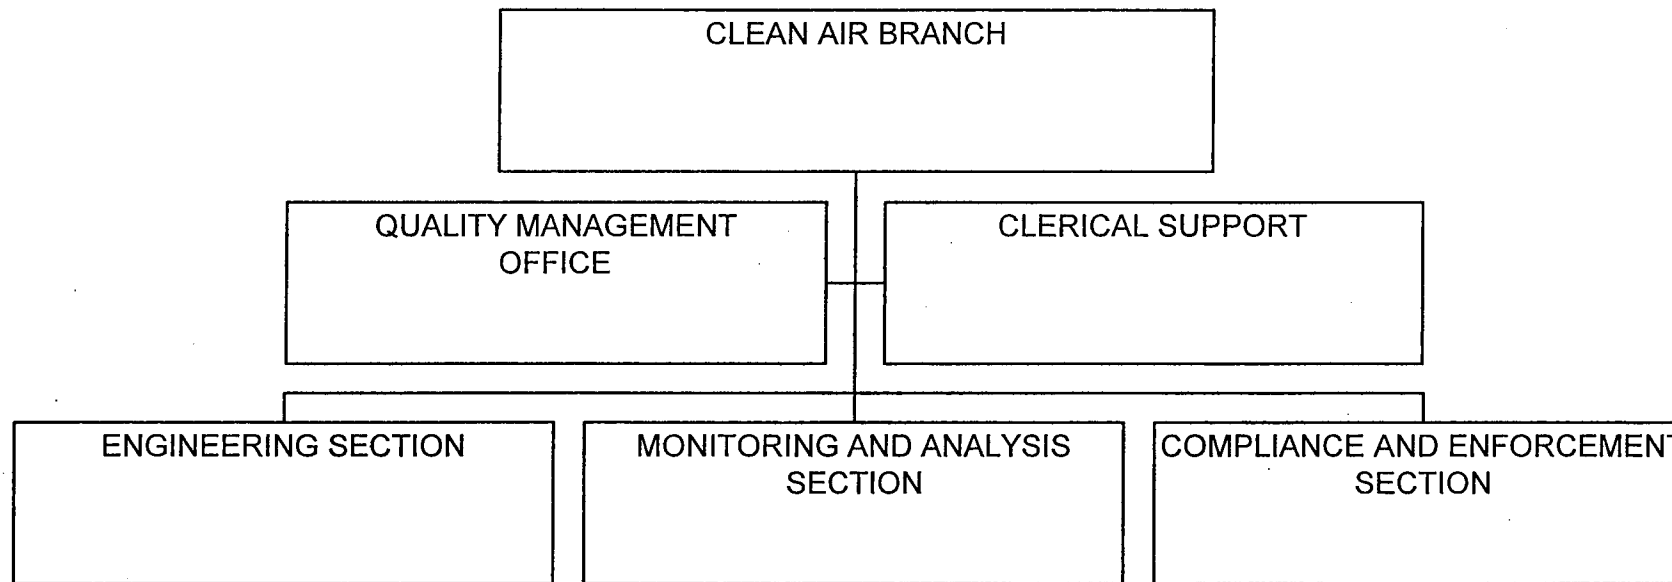 CLEAN AIR BRANCH
QUALITY MANAGEMENT
OFFICE
CLERICAL SUPPORT
ENGINEERING SECTION
MONITORING AND ANALYSIS
SECTION
COMPLIANCE AND ENFORCEMENT
SECTION